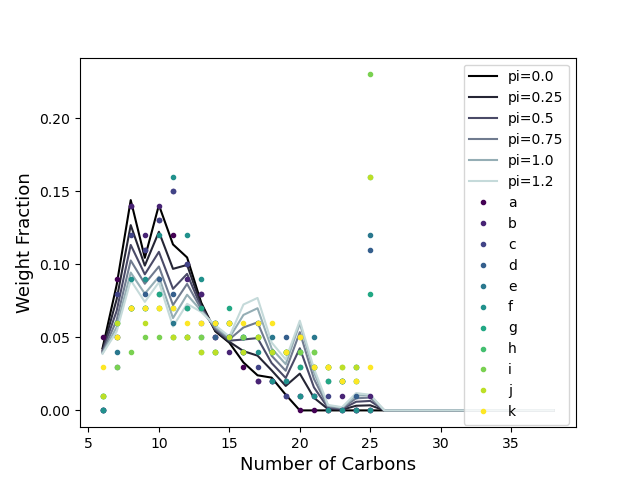 0.20
0.15
0.10
0.05
0.00
Weight Fraction
5
10
15
20
25
30
35
Number of Carbons
pi=0.0
pi=0.25
pi=0.5
pi=0.75
pi=1.0
pi=1.2
a
b
c
d
e
f
g
h
i
j
k